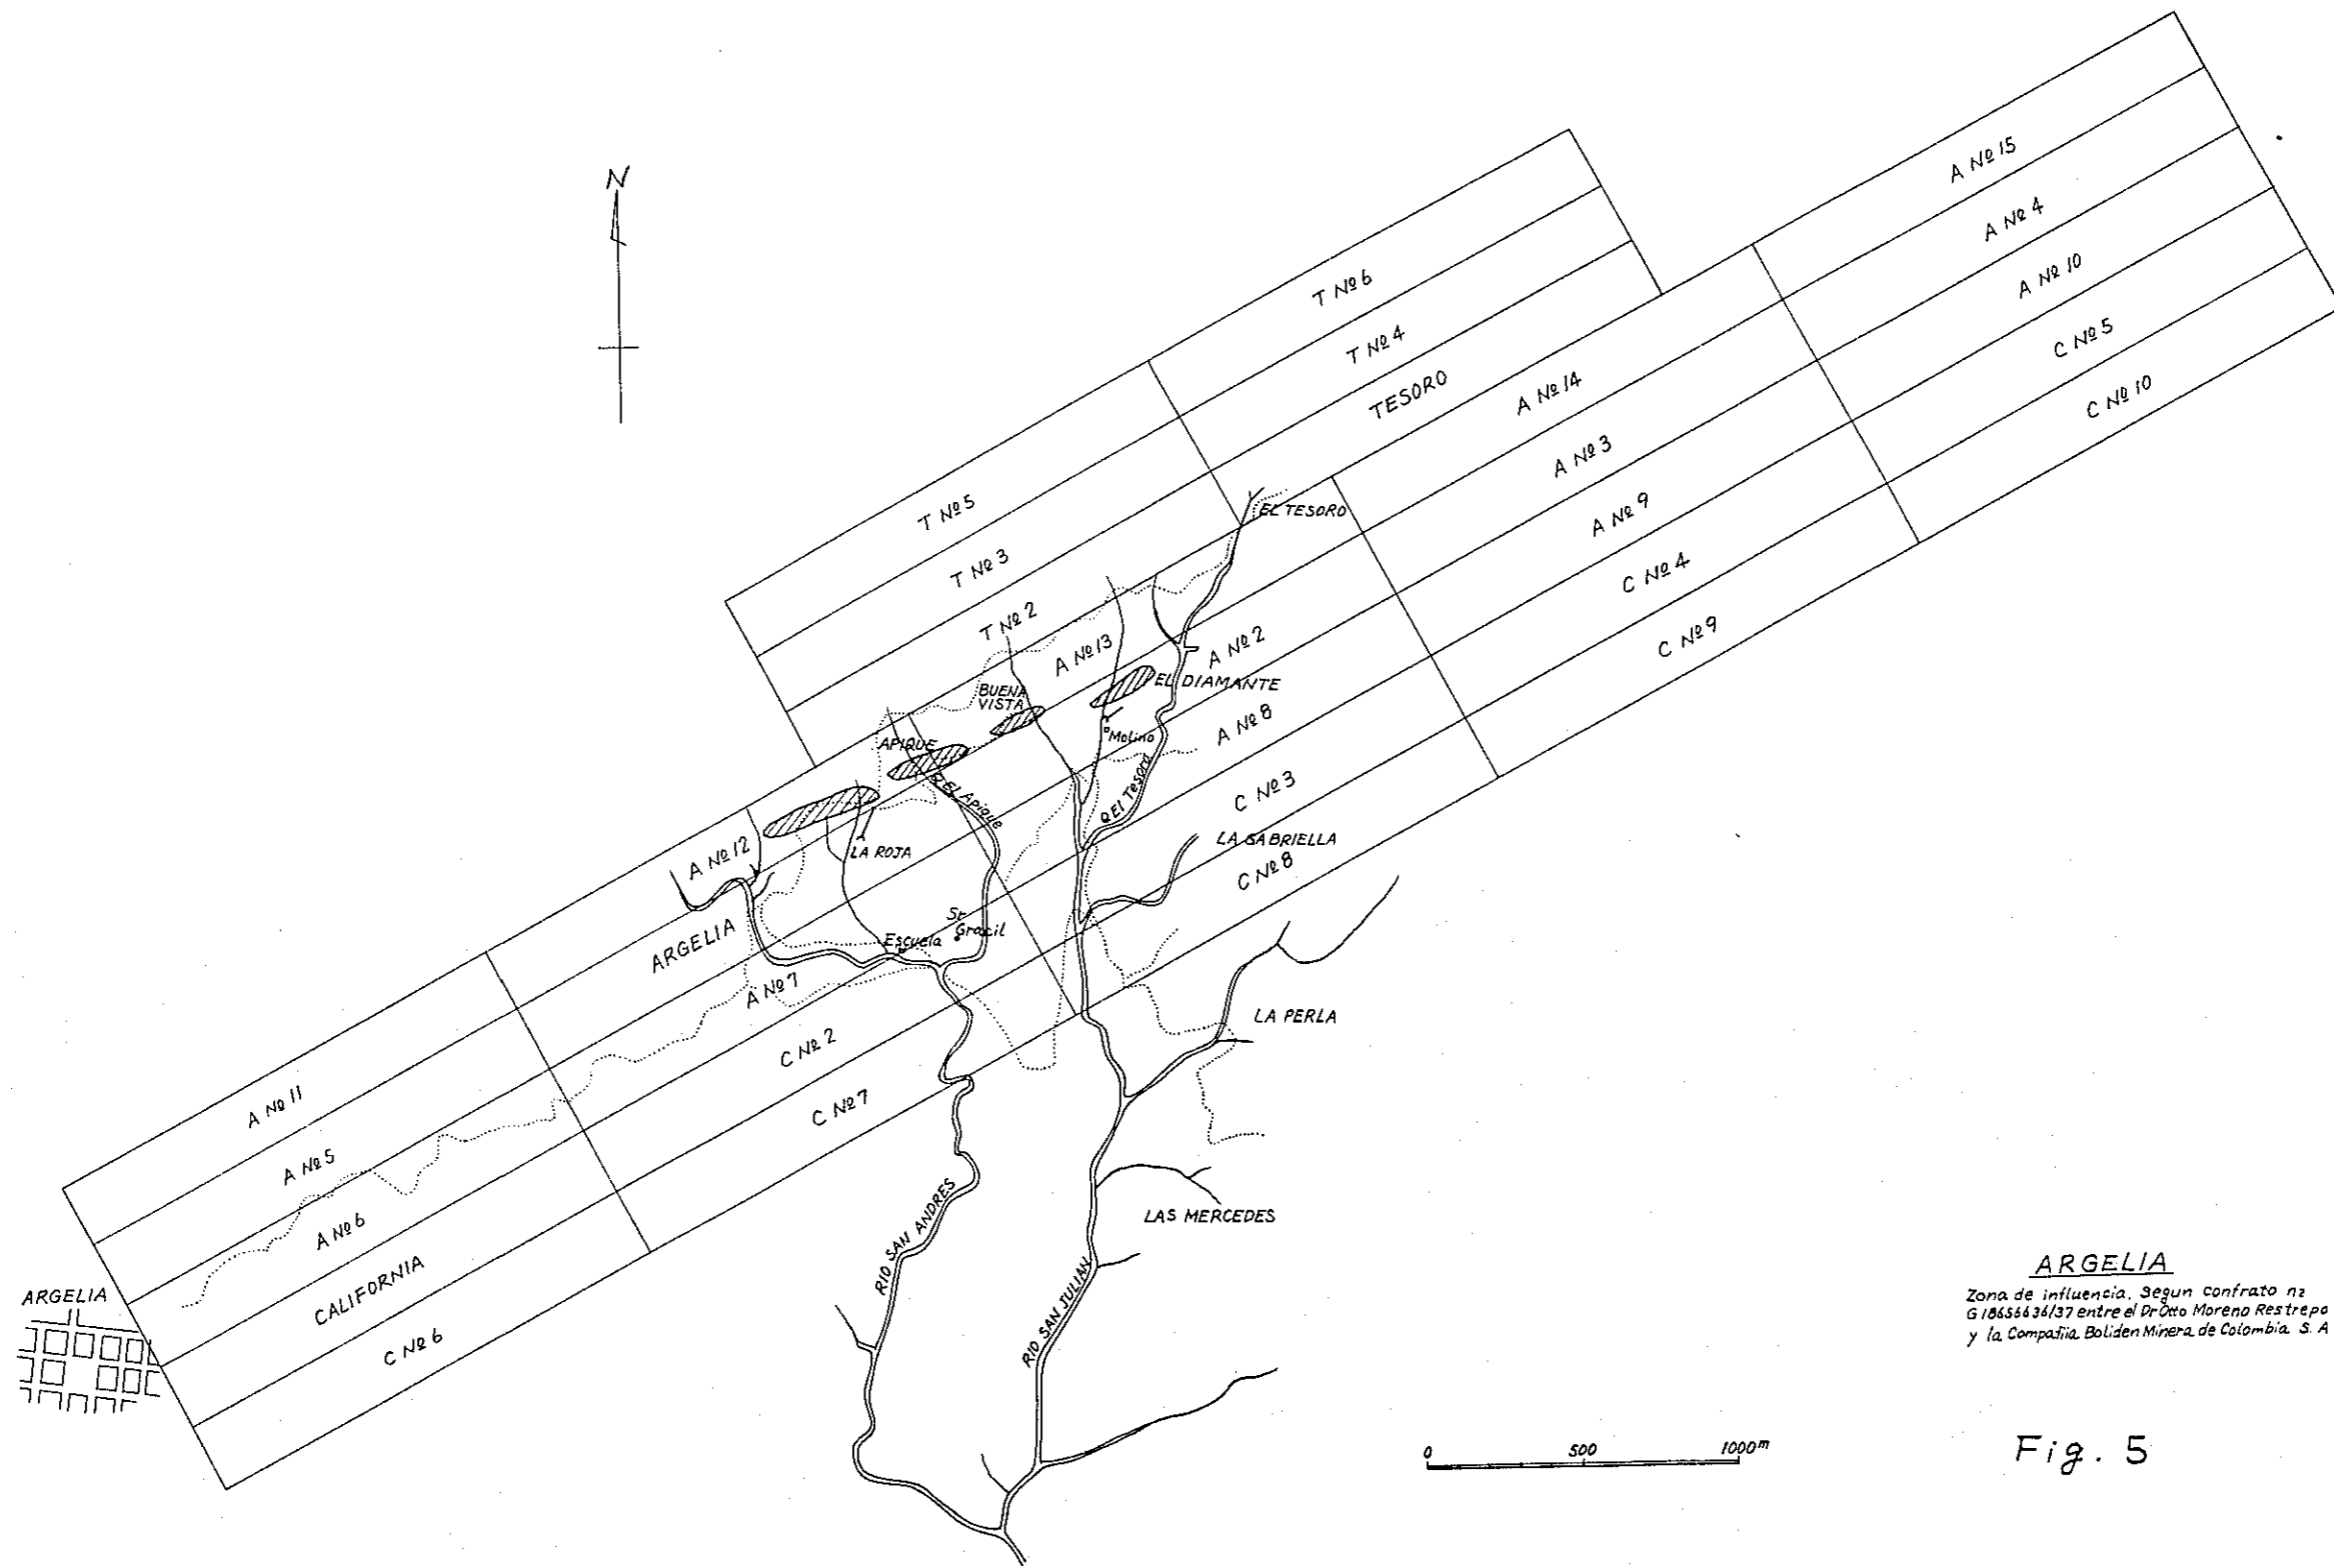 N
A Nº 15
A Nº 4
A Nº 10
C Nº 5
C Nº 10
T Nº 6
T Nº 4
TESORO
A Nº 14
A Nº 3
A Nº 9
C Nº 4
C Nº 9
T Nº 5
T Nº 3
T Nº 2
EL TESORO
A Nº 13
A Nº 2
BUENA
VISTA
EL DIAMANTE
A Nº 8
Molino
APIQUE
Q El Apique
Q El Tesoro
C Nº 3
LA GABRIELLA
C Nº 8
A Nº 12
LA ROJA
St
Gracil
Escuela
ARGELIA
A Nº 7
C Nº 2
C Nº 7
LA PERLA
A Nº 11
A Nº 5
A Nº 6
CALIFORNIA
C Nº 6
RIO SAN ANDRES
LAS MERCEDES
RIO SAN JULIAN
ARGELIA
ARGELIA
Zona de influencia, Segun confrato nz
G18656636/37 entre el Dr Otto Moreno Restrepo
y la Compañia Boliden Minera de Colombia S. A
0 500 1000 m
Fig. 5